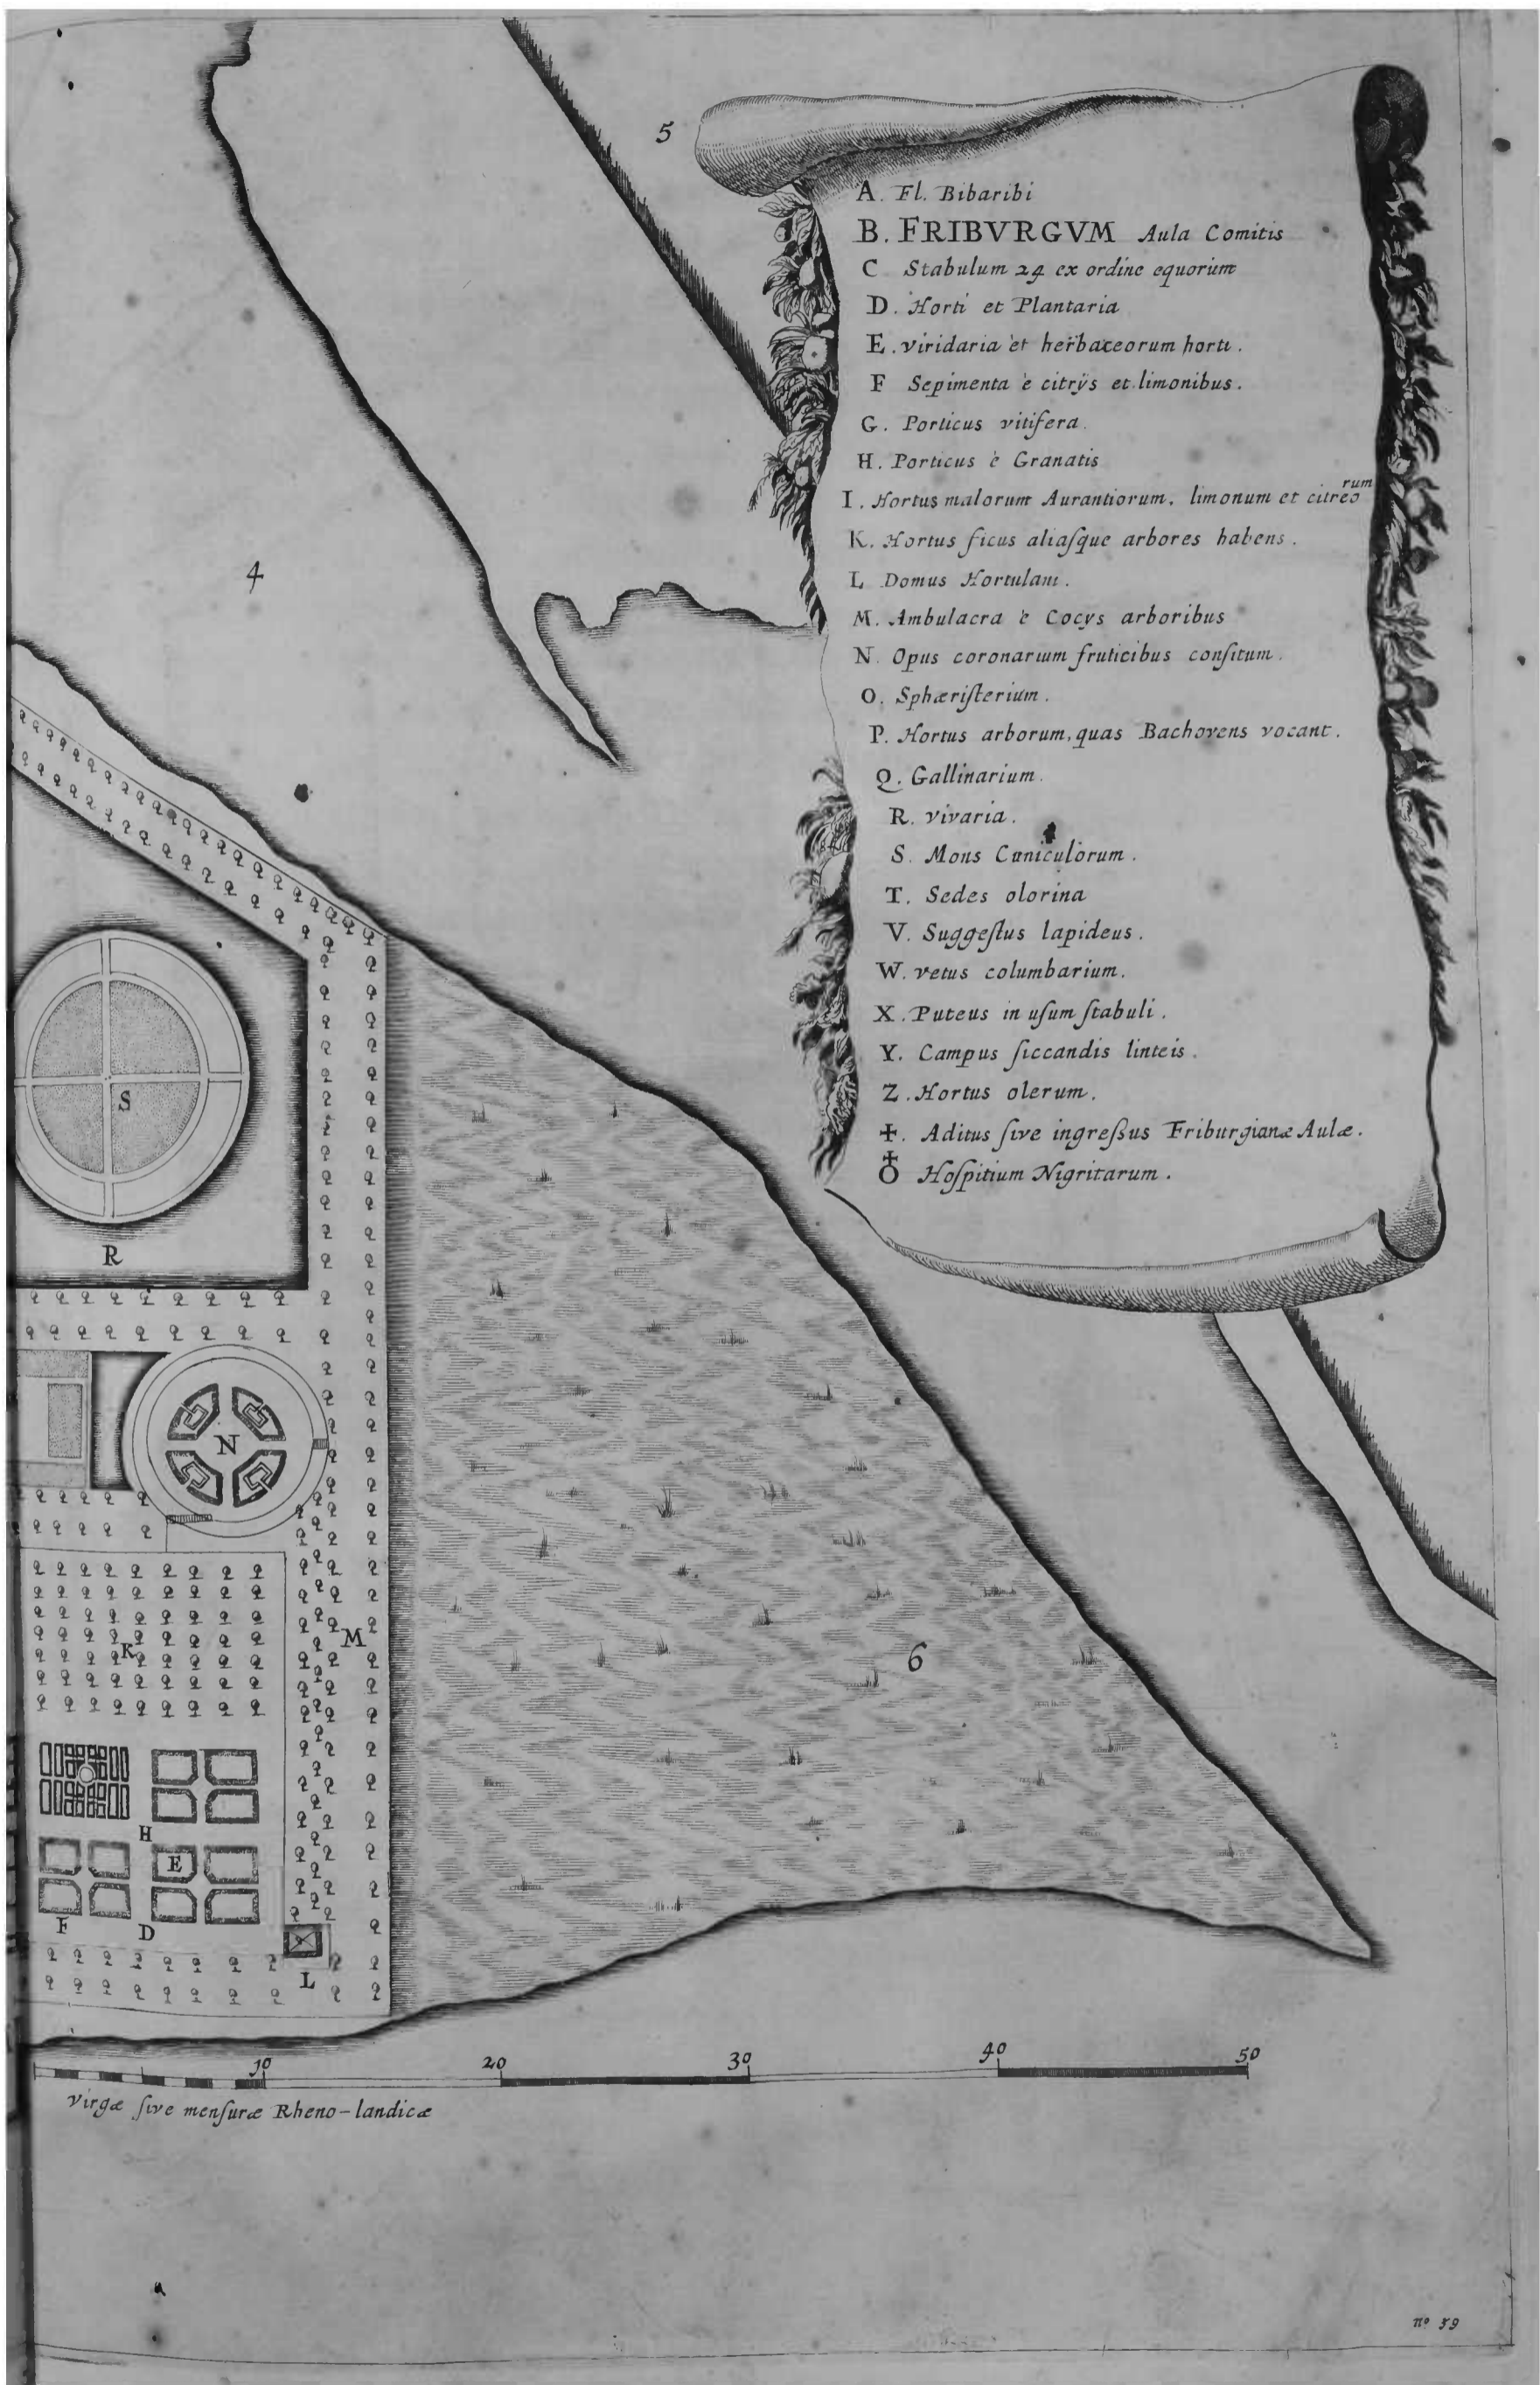 5
A. Fl. Bibaribi
B. FRIBVRGVM Aula Comitis
C Stabulum 24 ex ordine equorum
D. Horti et Plantaria
E. viridaria et herbaceorum horti.
F Sepimenta è citrÿs et limonibus.
G. Porticus vitifera.
H. Porticus è Granatis
I. Hortus malorum Aurantiorum, limonum et citreorum
K. Hortus ficus aliaſque arbores habens.
L Domus Hortulani.
M. Ambulacra è Cocys arboribus
N. Opus coronarium fruticibus conſitum.
O. Sphæriſterium.
P. Hortus arborum, quas Bachovens vocant.
Q. Gallinarium.
R. vivaria.
S. Mons Cuniculorum.
T. Sedes olorina
V. Suggeſtus lapideus.
W. vetus columbarium.
X. Puteus in uſum ſtabuli.
Y. Campus ſiccandis linteis.
Z. Hortus olerum.
+. Aditus ſive ingreſsus Friburgianæ Aulæ.
♁ Hoſpitium Nigritarum.
4
S
R
N
K
M
6
H
E
F
D
L
10 20 30 40 50
virgæ ſive menſuræ Rheno-landicæ
nº 39